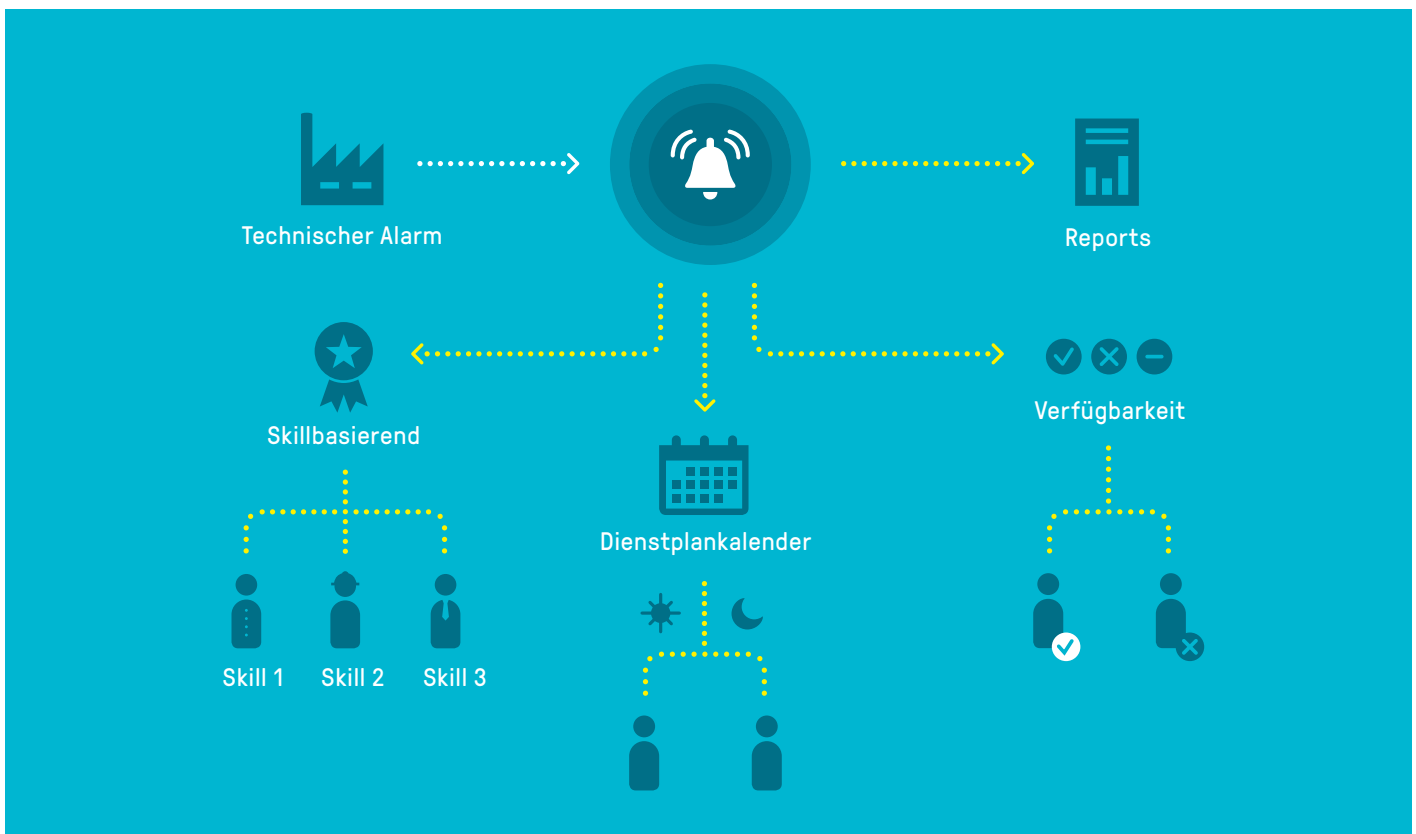 Technischer Alarm
Reports
Skillbasierend
Verfügbarkeit
Dienstplankalender
Skill 1
Skill 2
Skill 3